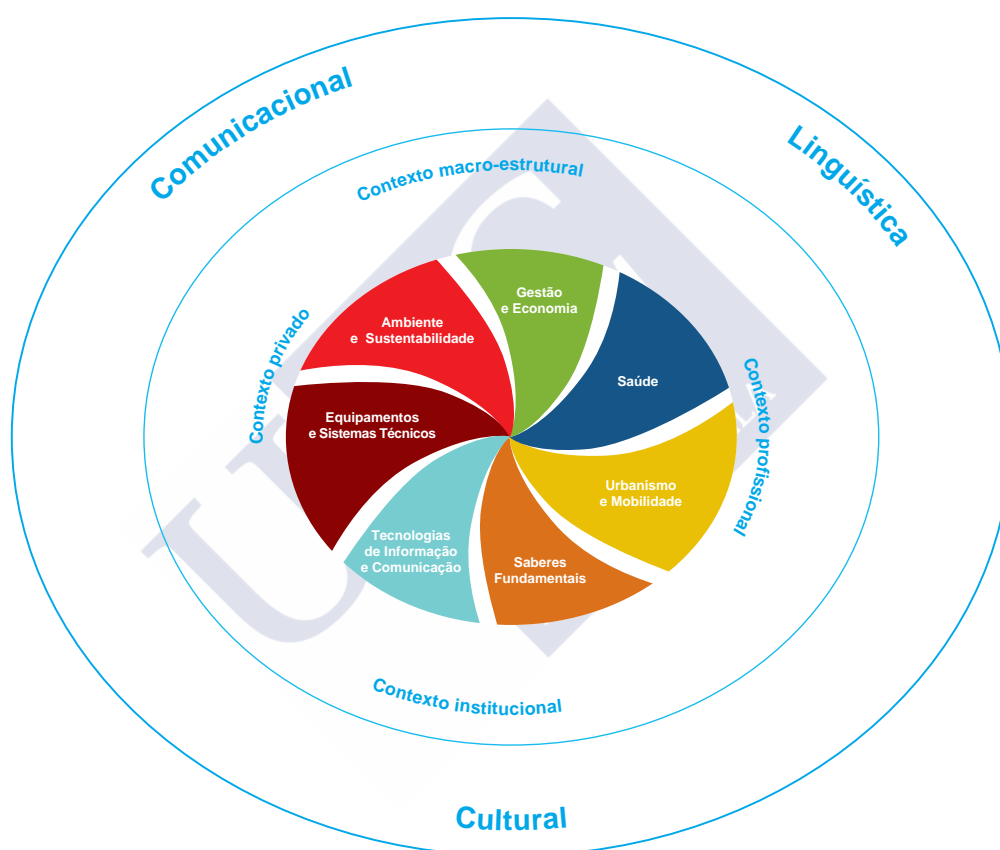 Comunicacional
Linguística
Contexto macro-estrutural
Contexto privado
Contexto profissional
Gestão
e Economia
Ambiente
e Sustentabilidade
Saúde
Equipamentos
e Sistemas Técnicos
Urbanismo
e Mobilidade
Tecnologias
de Informação
e Comunicação
Saberes
Fundamentais
Contexto institucional
Cultural